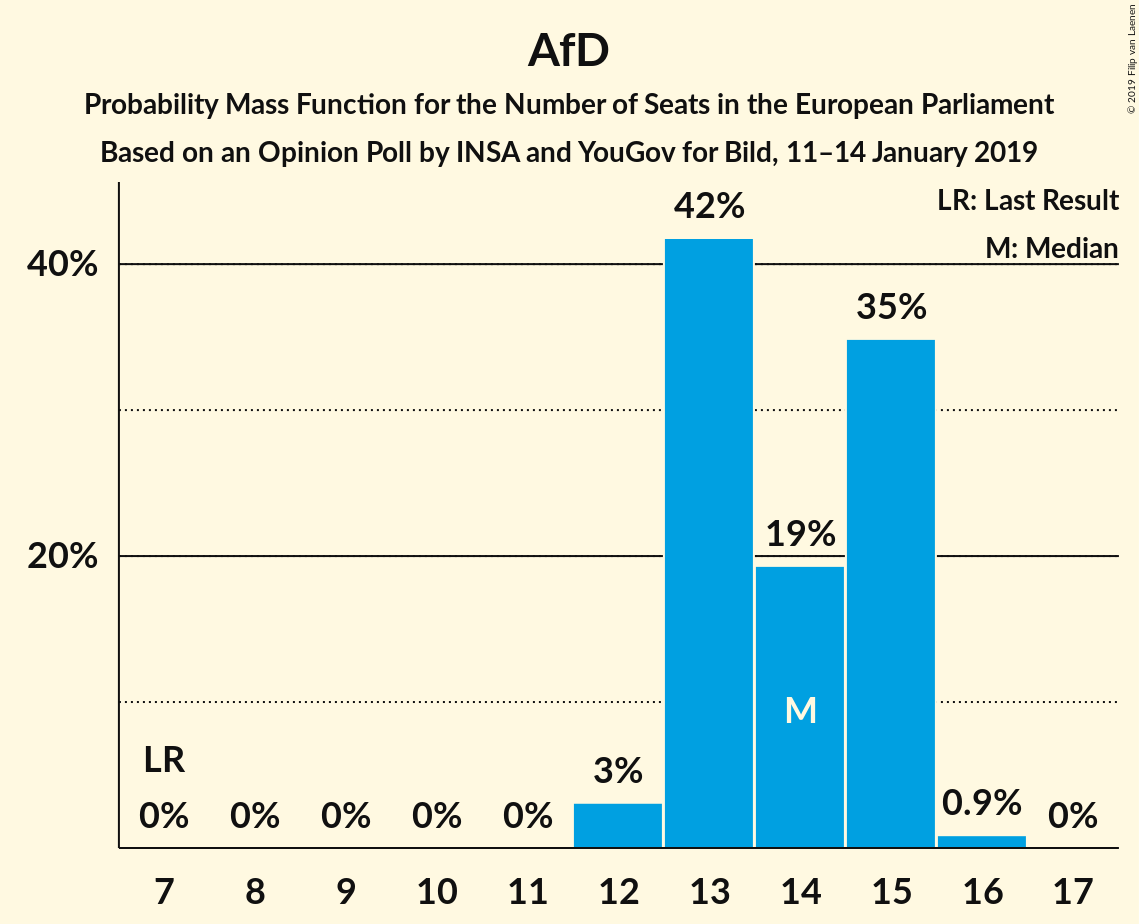 AfD
Probability Mass Function for the Number of Seats in the European Parliament
Based on an Opinion Poll by INSA and YouGov for Bild, 11–14 January 2019
© 2019 Filip van Laenen
LR: Last Result
M: Median
40%
20%
42%
35%
19%
M
LR
3%
0.9%
0% 0% 0% 0% 0% 0%
7 8 9 10 11 12 13 14 15 16 17